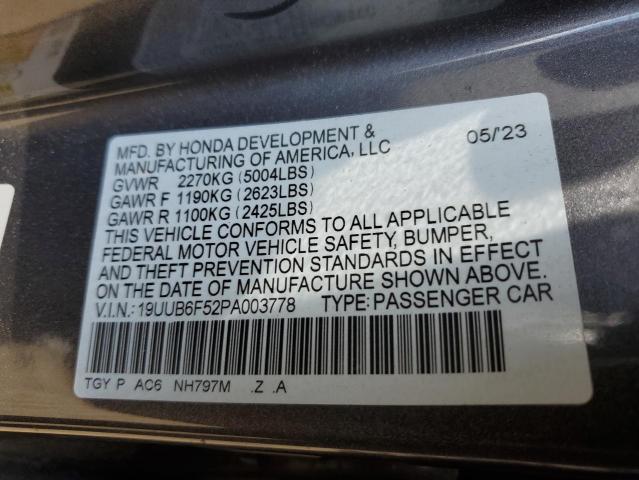 MFD. BY HONDA DEVELOPMENT & 05/'23
MANUFACTURING OF AMERICA, LLC
GVWR 2270KG (5004LBS)
GAWR F 1190KG (2623LBS)
GAWR R 1100KG (2425LBS)
THIS VEHICLE CONFORMS TO ALL APPLICABLE
FEDERAL MOTOR VEHICLE SAFETY, BUMPER,
AND THEFT PREVENTION STANDARDS IN EFFECT
ON THE DATE OF MANUFACTURE SHOWN ABOVE.
V.I.N.:19UUB6F52PA003778 TYPE:PASSENGER CAR
TGY P AC6 NH797M .Z .A